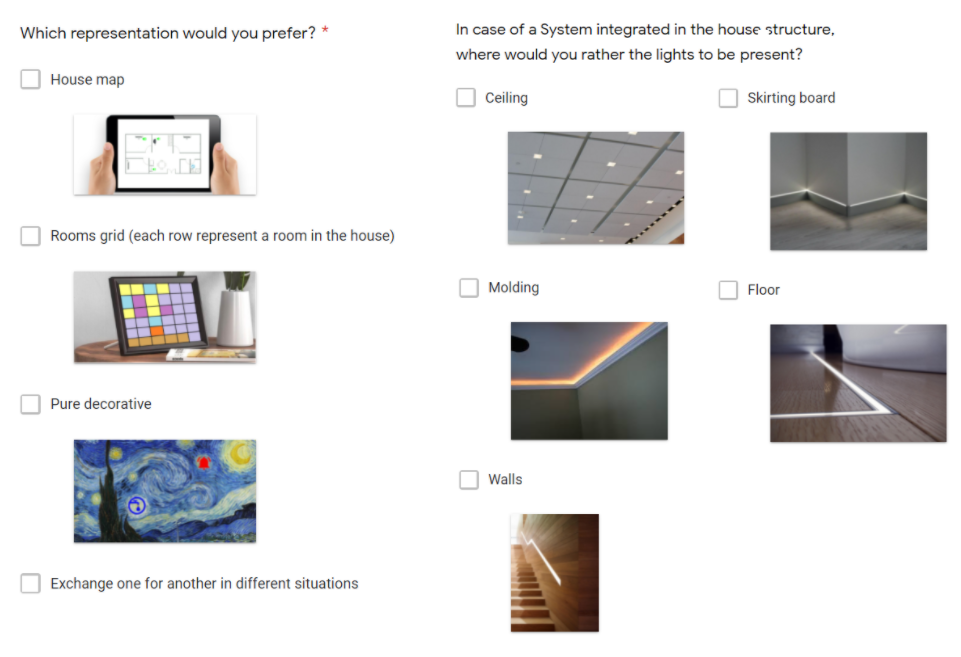 Which representation would you prefer? *
House map
Rooms grid (each row represent a room in the house)
Pure decorative
Exchange one for another in different situations
In case of a System integrated in the house structure,
where would you rather the lights to be present?
Ceiling
Skirting board
Molding
Floor
Walls